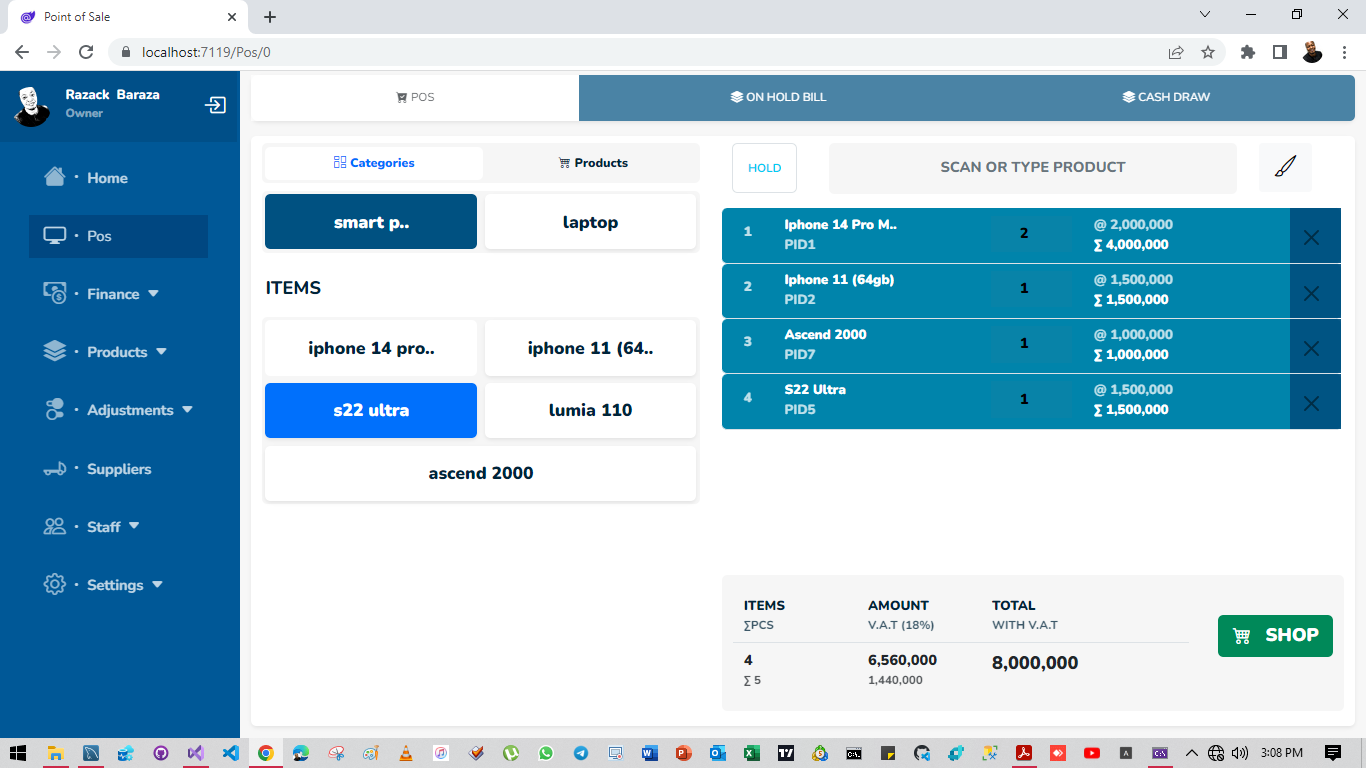 Point of Sale
localhost:7119/Pos/0
Razack Baraza
Owner
Home
Pos
Finance
Products
Adjustments
Suppliers
Staff
Settings
POS
ON HOLD BILL
CASH DRAW
Categories
Products
smart p..
laptop
ITEMS
iphone 14 pro..
iphone 11 (64..
s22 ultra
lumia 110
ascend 2000
HOLD
SCAN OR TYPE PRODUCT
1 Iphone 14 Pro M.. 2 @ 2,000,000
PID1 ∑ 4,000,000
2 Iphone 11 (64gb) 1 @ 1,500,000
PID2 ∑ 1,500,000
3 Ascend 2000 1 @ 1,000,000
PID7 ∑ 1,000,000
4 S22 Ultra 1 @ 1,500,000
PID5 ∑ 1,500,000
ITEMS AMOUNT TOTAL
∑PCS V.A.T (18%) WITH V.A.T
4 6,560,000 8,000,000
∑ 5 1,440,000
SHOP
3:08 PM